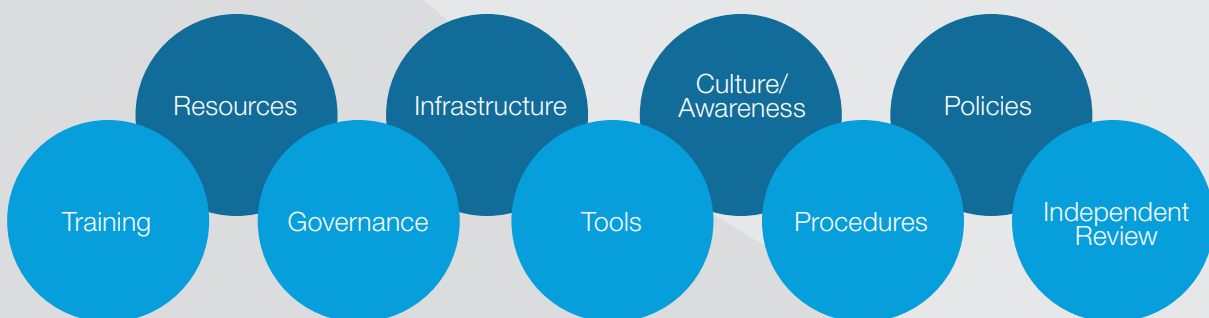 Resources
Infrastructure
Culture/
Awareness
Policies
Training
Governance
Tools
Procedures
Independent
Review